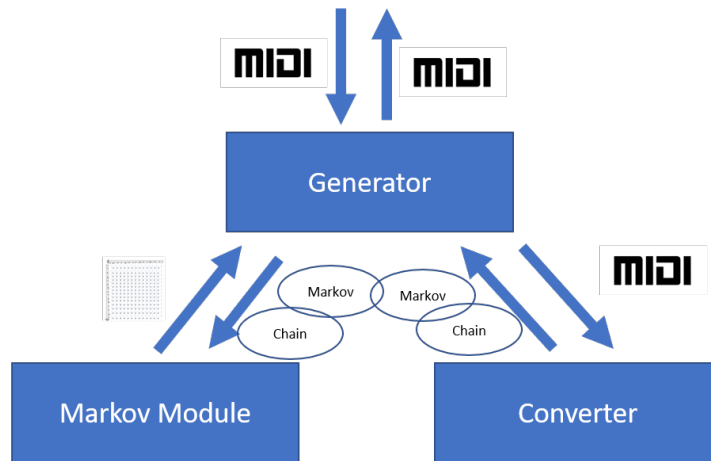 MIDI
MIDI
Generator
MIDI
Markov
Markov
Chain
Chain
Markov Module
Converter